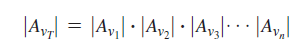 |A_{v_T}| = |A_{v_1}| · |A_{v_2}| · |A_{v_3}| · · · |A_{v_n}|